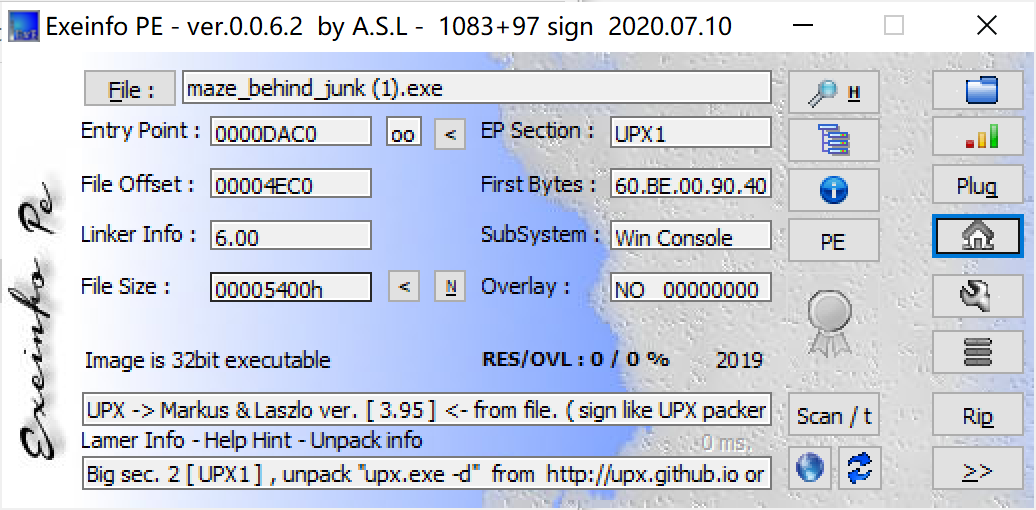 Exeinfo PE - ver.0.0.6.2 by A.S.L - 1083+97 sign 2020.07.10
File : maze_behind_junk (1).exe H
Entry Point : 0000DAC0 oo < EP Section : UPX1
File Offset : 00004EC0 First Bytes : 60.BE.00.90.40 Plug
Linker Info : 6.00 SubSystem : Win Console PE
File Size : 00005400h < N Overlay : NO 00000000
Exeinfo Pe
Image is 32bit executable RES/OVL : 0 / 0 % 2019
UPX -> Markus & Laszlo ver. [ 3.95 ] <- from file. ( sign like UPX packer Scan / t Rip
Lamer Info - Help Hint - Unpack info 0 ms.
Big sec. 2 [ UPX1 ] , unpack "upx.exe -d" from http://upx.github.io or >>